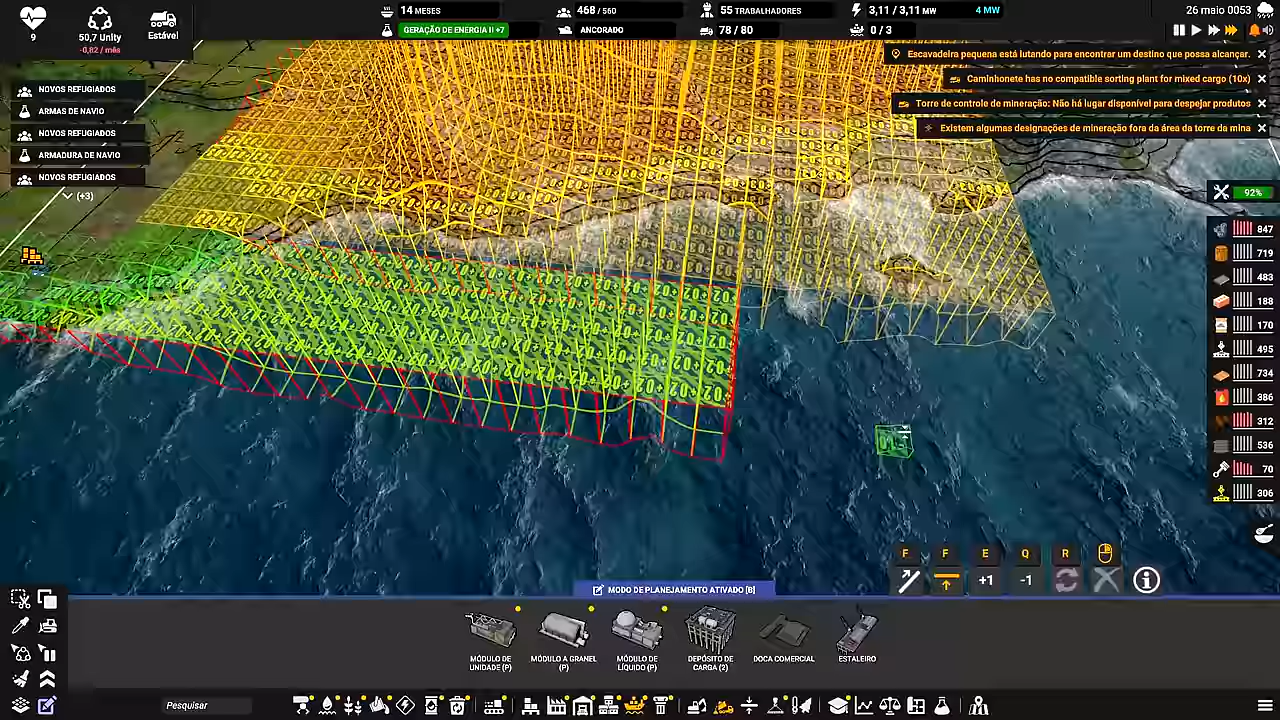 9
50,7 Unity
-0,82 / mês
Estável
14 MESES
468 / 560
55 TRABALHADORES
3,11 / 3,11 MW
4 MW
GERAÇÃO DE ENERGIA II +7
ANCORADO
78 / 80
0 / 3
26 maio 0053
NOVOS REFUGIADOS
ARMAS DE NAVIO
NOVOS REFUGIADOS
ARMADURA DE NAVIO
NOVOS REFUGIADOS
(+3)
Escavadeira pequena está lutando para encontrar um destino que possa alcançar.
Caminhonete has no compatible sorting plant for mixed cargo (10x)
Torre de controle de mineração: Não há lugar disponível para despejar produtos
Existem algumas designações de mineração fora da área da torre da mina
92%
847
719
483
188
170
495
734
386
312
536
70
306
F
F
E
Q
R
+1
-1
MODO DE PLANEJAMENTO ATIVADO [B]
MÓDULO DE UNIDADE (P)
MÓDULO A GRANEL (P)
MÓDULO DE LÍQUIDO (P)
DEPÓSITO DE CARGA (2)
DOCA COMERCIAL
ESTALEIRO
Pesquisar